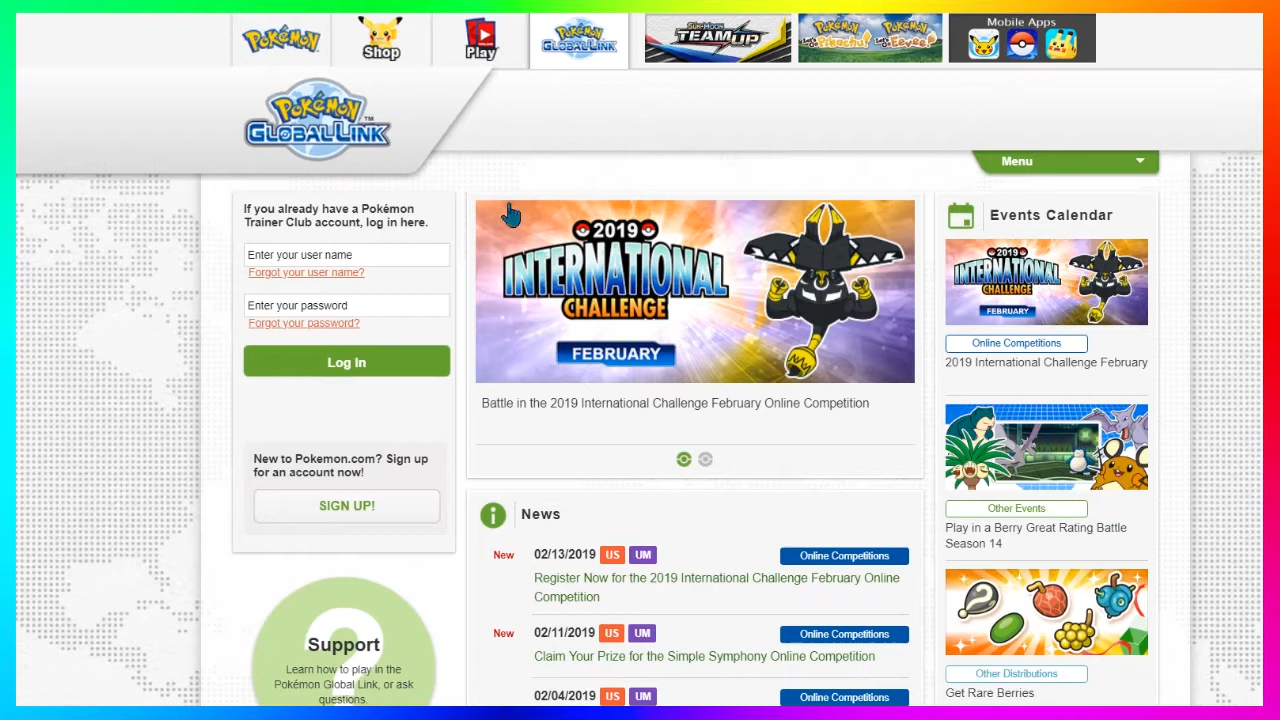 Pokémon
Shop
Play
Pokémon
GLOBAL LINK
SUN & MOON
TEAM UP
Pokémon
Let's Go
Pikachu!
Pokémon
Let's Go
Eevee!
Mobile Apps
Pokémon
GLOBAL LINK
TM
Menu
If you already have a Pokémon
Trainer Club account, log in here.
Enter your user name
Forgot your user name?
Enter your password
Forgot your password?
Log In
New to Pokemon.com? Sign up
for an account now!
SIGN UP!
Support
Learn how to play in the
Pokémon Global Link, or ask
questions.
2019
INTERNATIONAL
CHALLENGE
FEBRUARY
Battle in the 2019 International Challenge February Online Competition
News
New 02/13/2019 US UM Online Competitions
Register Now for the 2019 International Challenge February Online
Competition
New 02/11/2019 US UM Online Competitions
Claim Your Prize for the Simple Symphony Online Competition
02/04/2019 US UM Online Competitions
Events Calendar
2019
INTERNATIONAL
CHALLENGE
FEBRUARY
Online Competitions
2019 International Challenge February
Other Events
Play in a Berry Great Rating Battle
Season 14
Other Distributions
Get Rare Berries